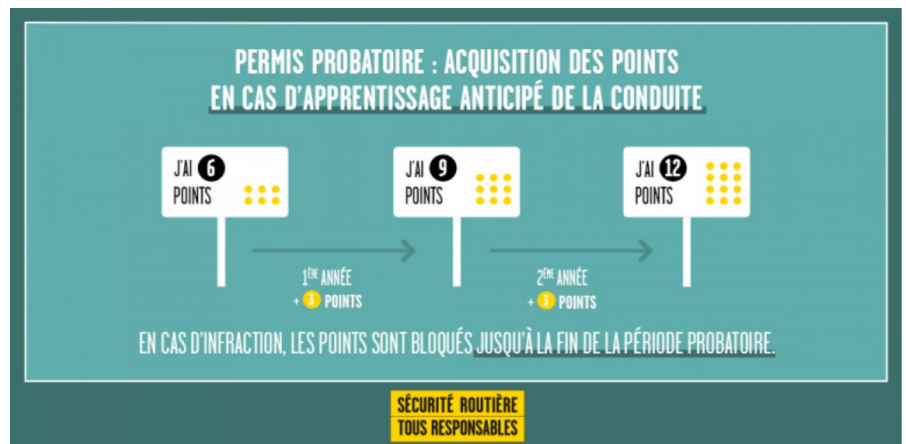 PERMIS PROBATOIRE : ACQUISITION DES POINTS
EN CAS D'APPRENTISSAGE ANTICIPÉ DE LA CONDUITE
J'AI 6
POINTS
J'AI 9
POINTS
J'AI 12
POINTS
1ÈRE ANNÉE
+ 3 POINTS
2ÈME ANNÉE
+ 3 POINTS
EN CAS D'INFRACTION, LES POINTS SONT BLOQUÉS JUSQU'À LA FIN DE LA PÉRIODE PROBATOIRE.
SÉCURITÉ ROUTIÈRE
TOUS RESPONSABLES